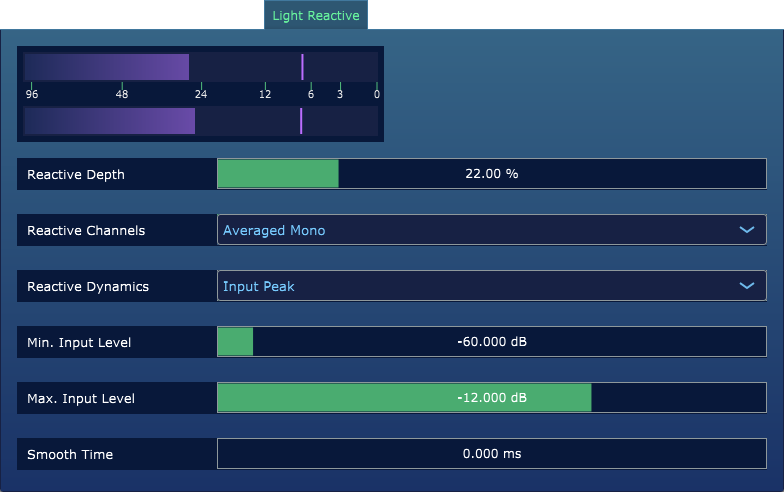 Light Reactive
96 48 24 12 6 3 0
Reactive Depth 22.00 %
Reactive Channels Averaged Mono
Reactive Dynamics Input Peak
Min. Input Level -60.000 dB
Max. Input Level -12.000 dB
Smooth Time 0.000 ms